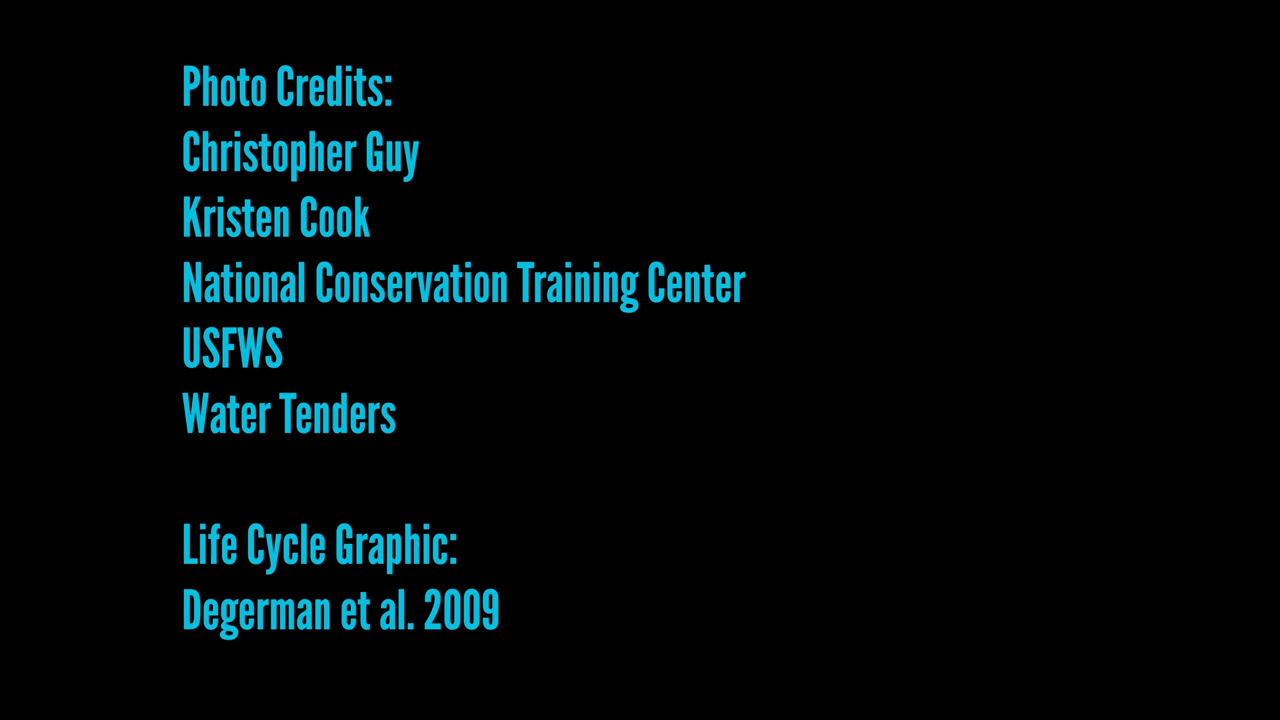 Photo Credits:
Christopher Guy
Kristen Cook
National Conservation Training Center
USFWS
Water Tenders
Life Cycle Graphic:
Degerman et al. 2009